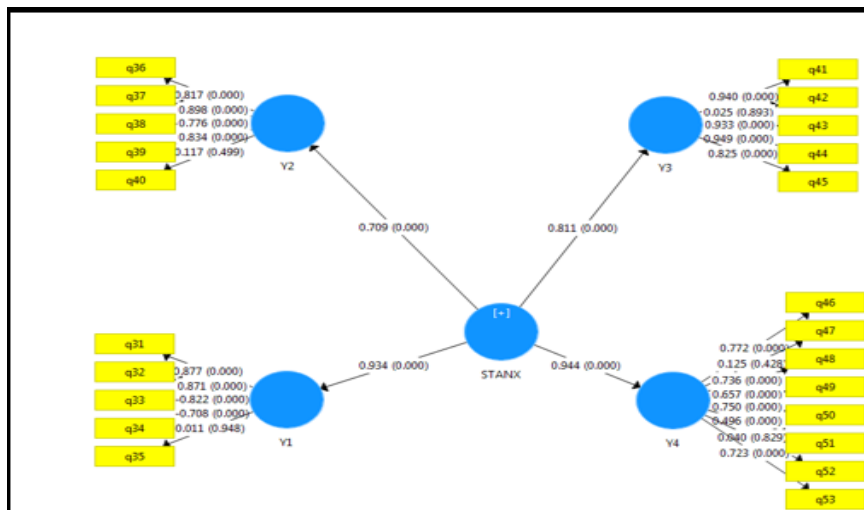 q36
q37
q38
q39
q40
0.817 (0.000)
0.898 (0.000)
0.776 (0.000)
0.834 (0.000)
0.117 (0.499)
Y2
q41
q42
q43
q44
q45
0.940 (0.000)
0.025 (0.893)
0.933 (0.000)
0.949 (0.000)
0.825 (0.000)
Y3
0.709 (0.000)
0.811 (0.000)
[+]
STANX
0.934 (0.000)
0.944 (0.000)
q31
q32
q33
q34
q35
0.877 (0.000)
0.871 (0.000)
-0.822 (0.000)
-0.708 (0.000)
0.011 (0.948)
Y1
q46
q47
q48
q49
q50
q51
q52
q53
0.772 (0.000)
0.125 (0.428)
0.736 (0.000)
0.657 (0.000)
0.750 (0.000)
0.496 (0.000)
0.040 (0.829)
0.723 (0.000)
Y4